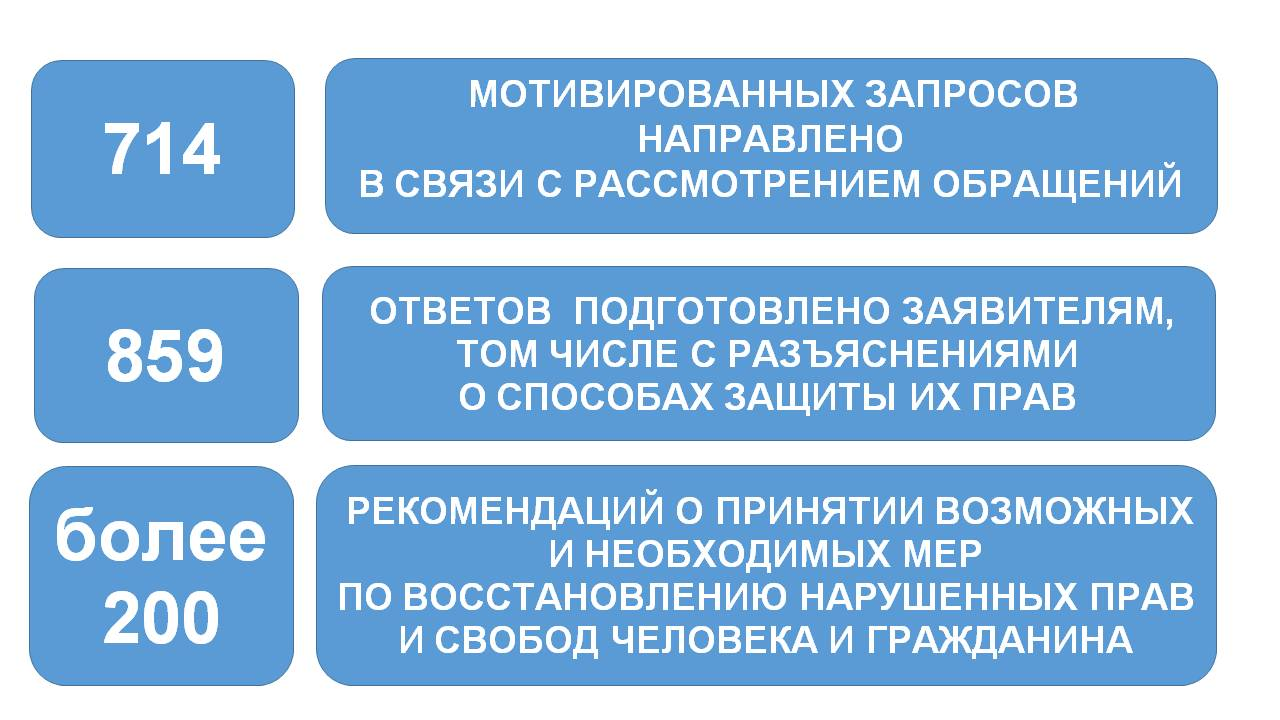 714
МОТИВИРОВАННЫХ ЗАПРОСОВ
НАПРАВЛЕНО
В СВЯЗИ С РАССМОТРЕНИЕМ ОБРАЩЕНИЙ
859
ОТВЕТОВ  ПОДГОТОВЛЕНО ЗАЯВИТЕЛЯМ,
ТОМ ЧИСЛЕ С РАЗЪЯСНЕНИЯМИ
О СПОСОБАХ ЗАЩИТЫ ИХ ПРАВ
более
200
РЕКОМЕНДАЦИЙ О ПРИНЯТИИ ВОЗМОЖНЫХ
И НЕОБХОДИМЫХ МЕР
ПО ВОССТАНОВЛЕНИЮ НАРУШЕННЫХ ПРАВ
И СВОБОД ЧЕЛОВЕКА И ГРАЖДАНИНА